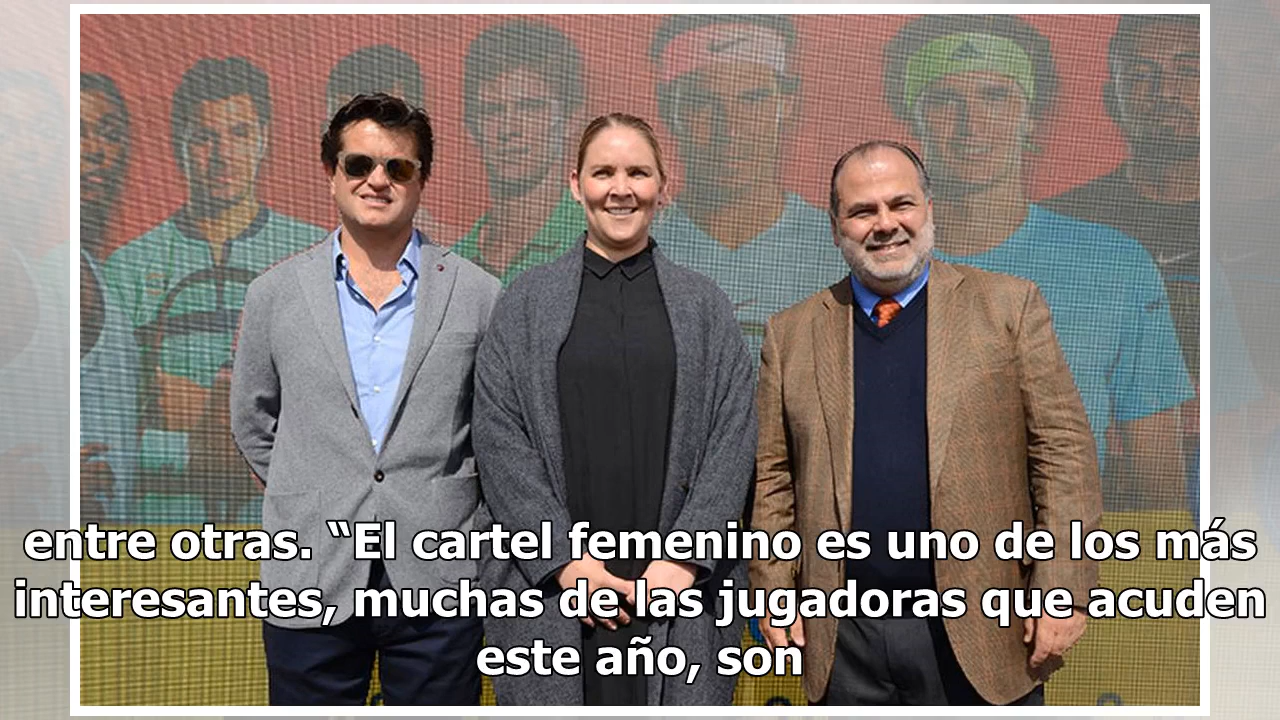 entre otras. “El cartel femenino es uno de los más
interesantes, muchas de las jugadoras que acuden
este año, son